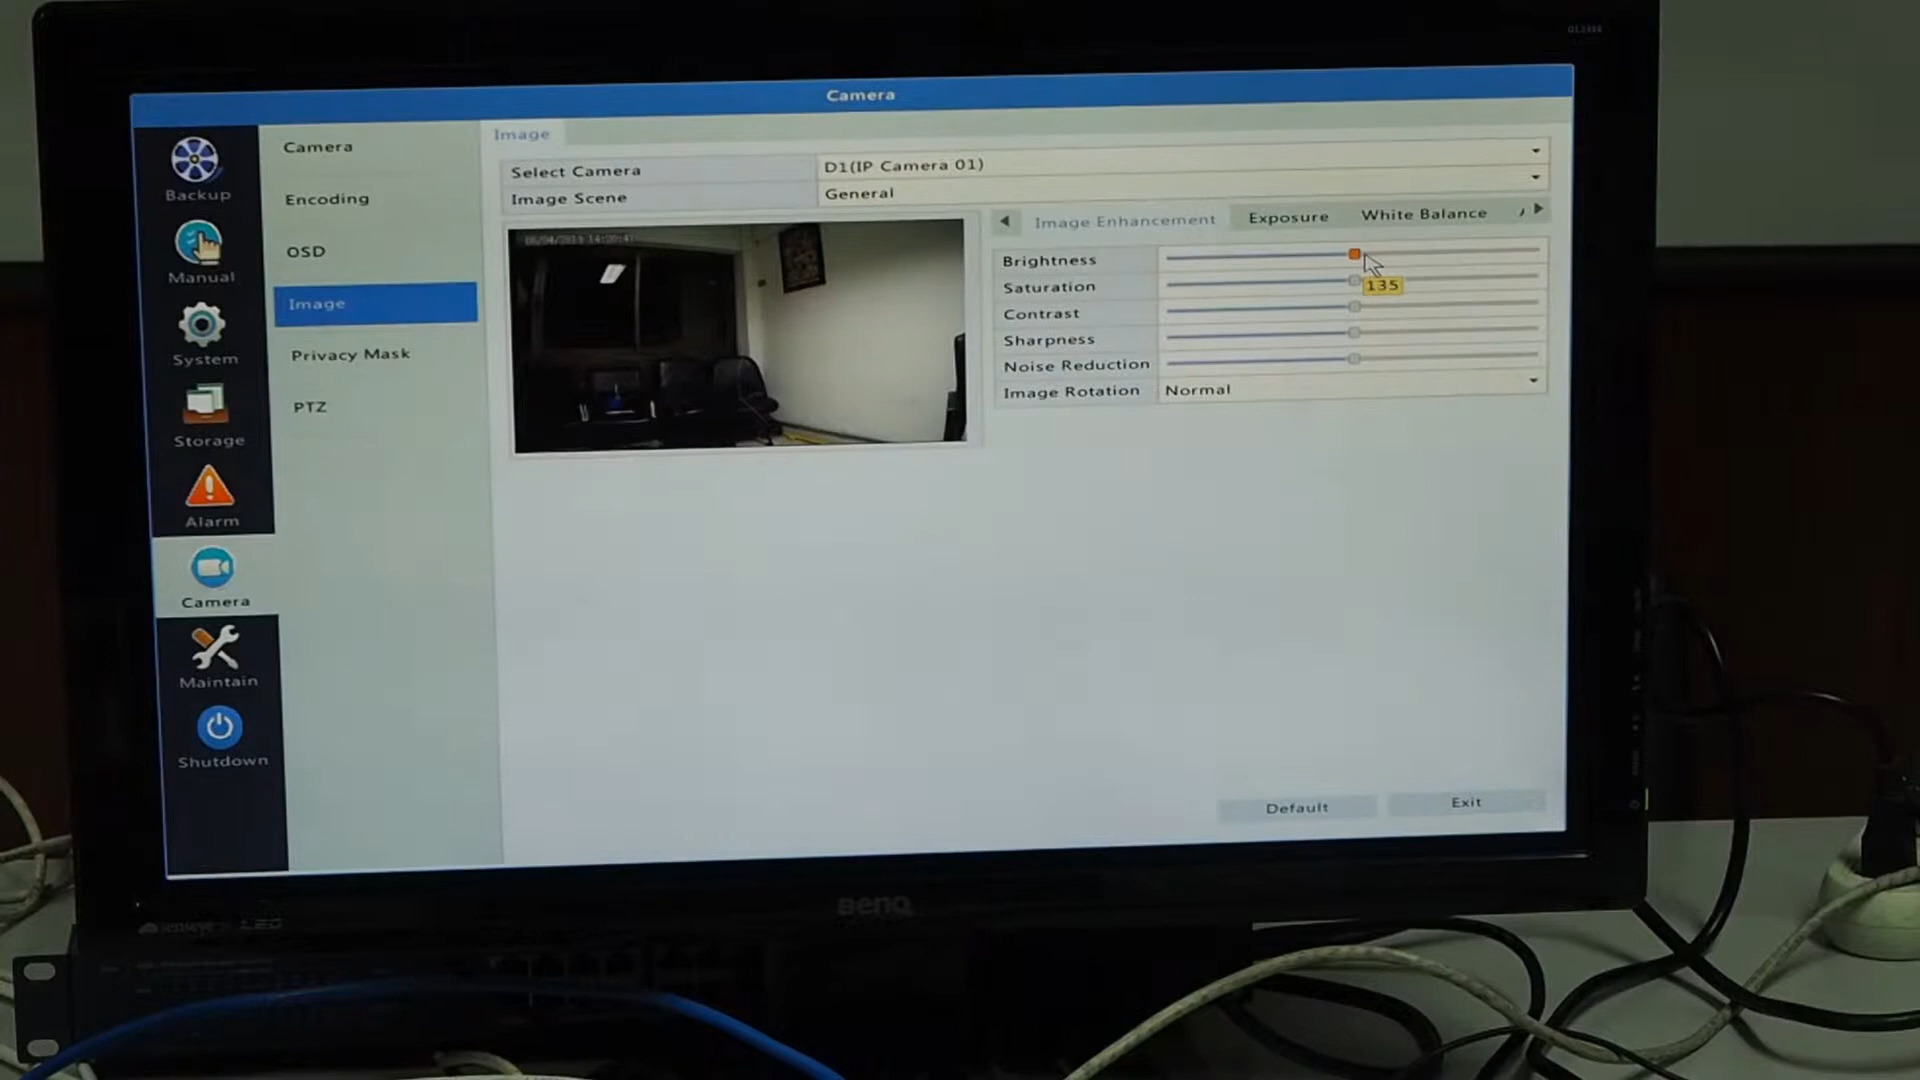 Camera
Backup
Manual
System
Storage
Alarm
Camera
Maintain
Shutdown
Camera
Encoding
OSD
Image
Privacy Mask
PTZ
Image
Select Camera D1(IP Camera 01)
Image Scene General
Image Enhancement Exposure White Balance
Brightness
135
Saturation
Contrast
Sharpness
Noise Reduction
Image Rotation Normal
Default Exit
BenQ
LED